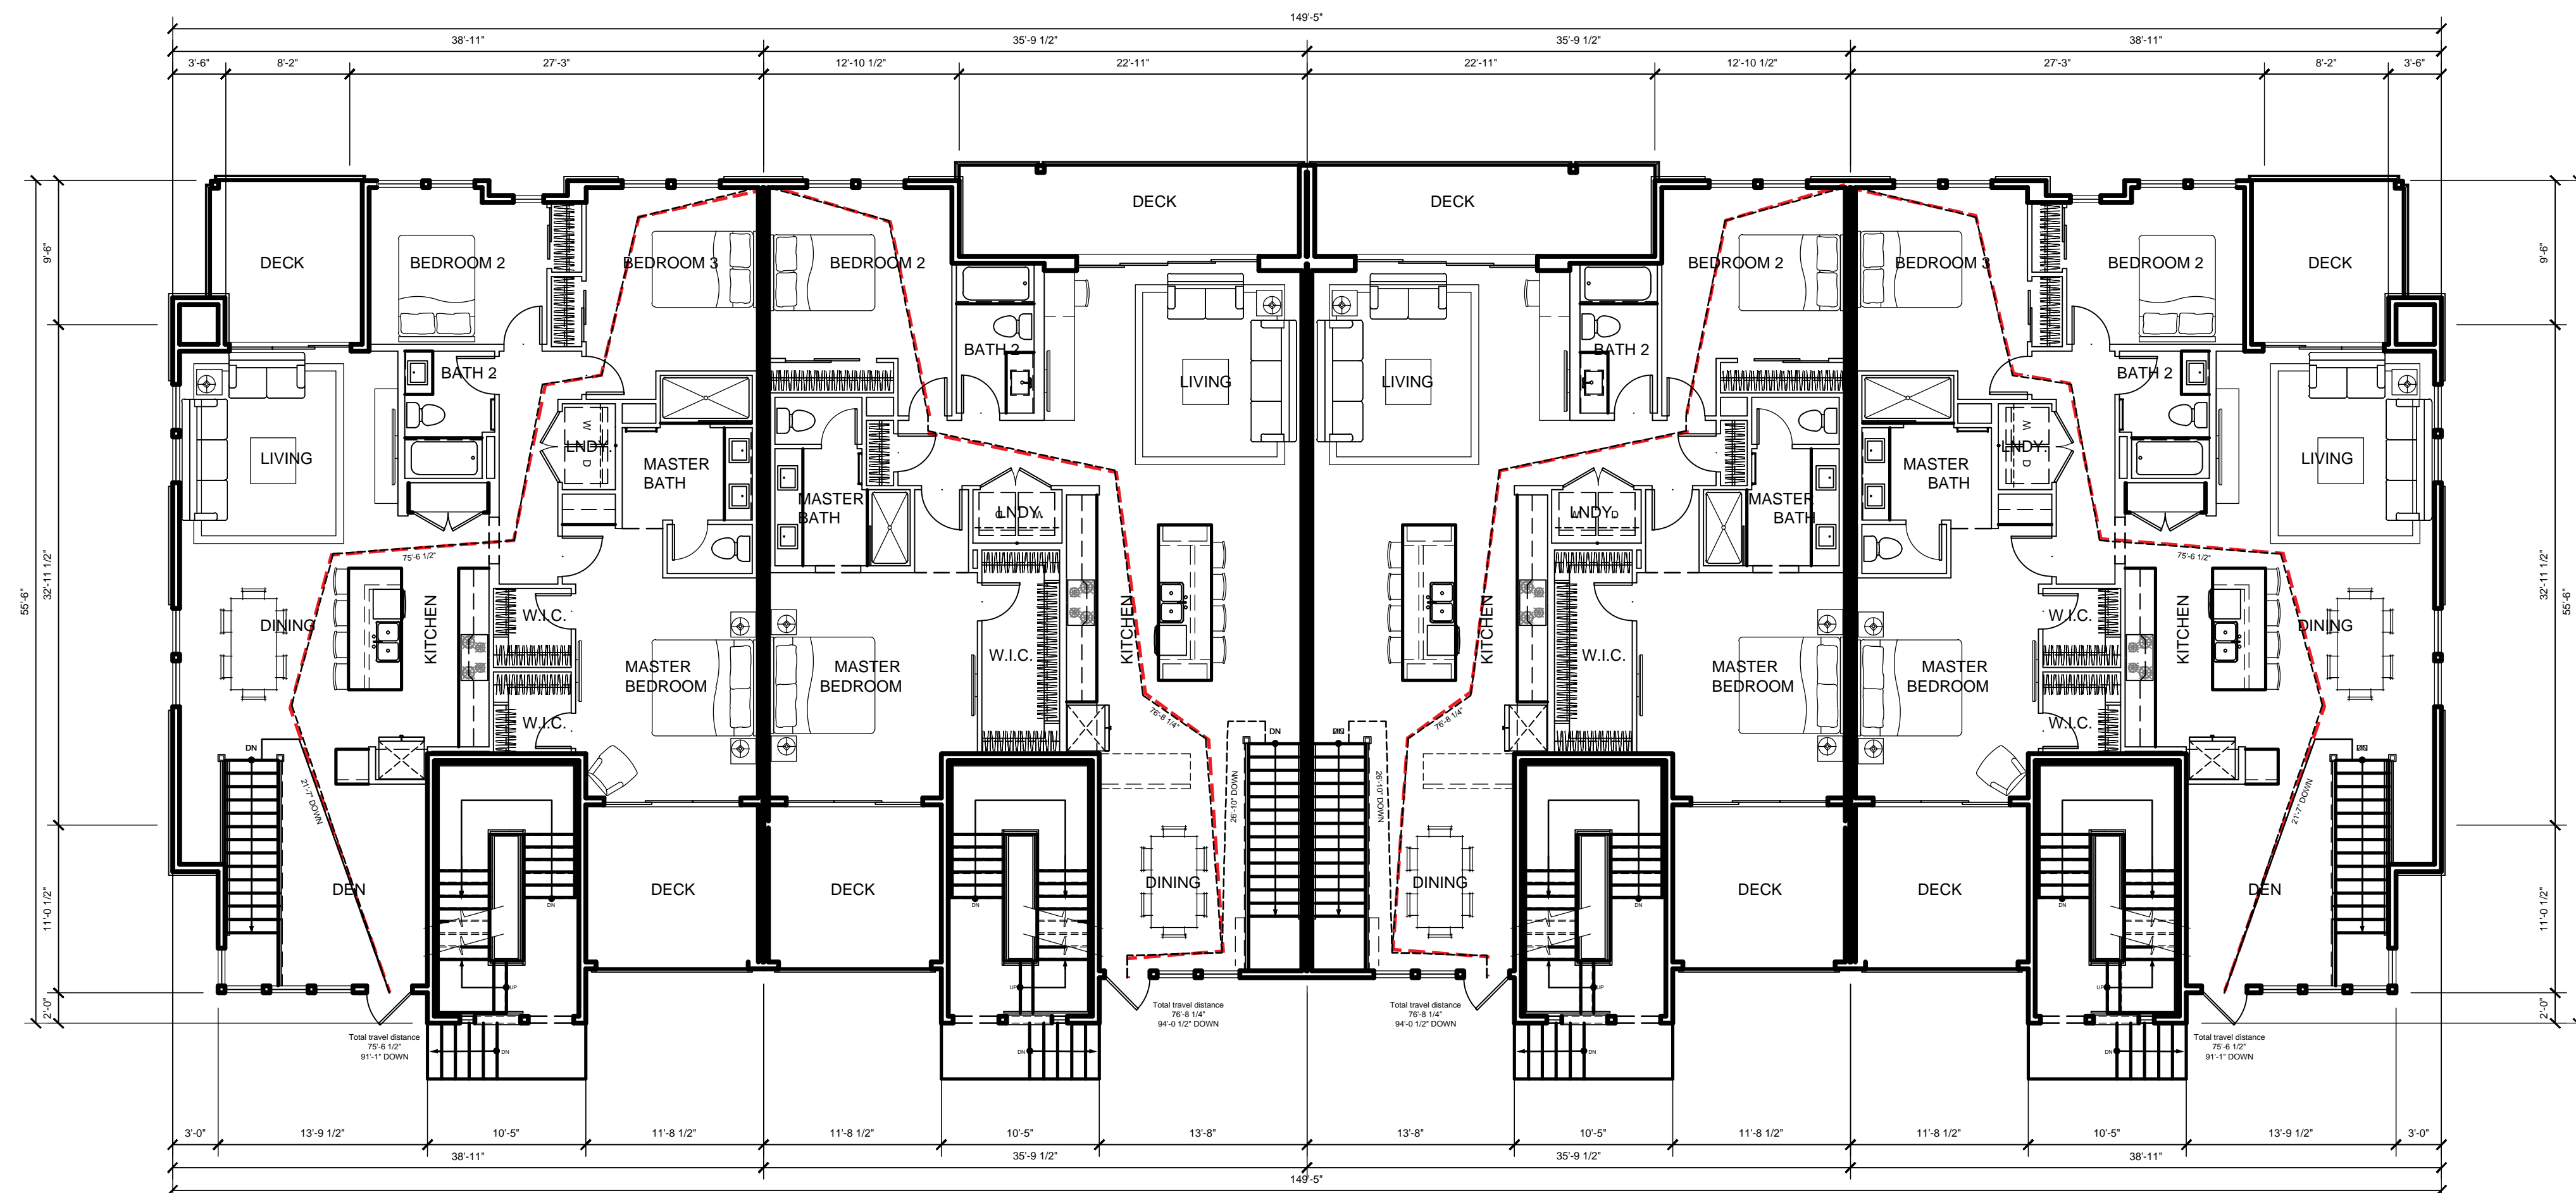 149'-5"
38'-11"
35'-9 1/2"
35'-9 1/2"
38'-11"
3'-6"
8'-2"
27'-3"
12'-10 1/2"
22'-11"
22'-11"
12'-10 1/2"
27'-3"
8'-2"
3'-6"
DECK
DECK
9'-6"
9'-6"
DECK
BEDROOM 2
BEDROOM 3
BEDROOM 2
BEDROOM 2
BEDROOM 3
BEDROOM 2
DECK
BATH 2
BATH 2
BATH 2
BATH 2
LIVING
LIVING
LIVING
LNDY.
W
D
LNDY.
W
D
LIVING
MASTER
BATH
MASTER
BATH
MASTER
BATH
MASTER
BATH
LNDY.
D
W
LNDY.
W
D
75'-6 1/2"
75'-6 1/2"
55'-6"
32'-11 1/2"
32'-11 1/2"
55'-6"
DINING
KITCHEN
W.I.C.
KITCHEN
KITCHEN
W.I.C.
KITCHEN
DINING
W.I.C.
W.I.C.
MASTER
BEDROOM
MASTER
BEDROOM
MASTER
BEDROOM
MASTER
BEDROOM
W.I.C.
W.I.C.
76'-8 1/4"
76'-8 1/4"
DN
DN
21'-7" DOWN
26'-10" DOWN
26'-10" DOWN
21'-7" DOWN
DEN
DECK
DECK
DINING
DINING
DECK
DECK
DEN
11'-0 1/2"
11'-0 1/2"
DN
DN
DN
DN
UP
UP
UP
UP
2'-0"
2'-0"
Total travel distance
76'-8 1/4"
94'-0 1/2" DOWN
Total travel distance
76'-8 1/4"
94'-0 1/2" DOWN
Total travel distance
75'-6 1/2"
91'-1" DOWN
Total travel distance
75'-6 1/2"
91'-1" DOWN
DN
DN
DN
DN
3'-0"
13'-9 1/2"
10'-5"
11'-8 1/2"
11'-8 1/2"
10'-5"
13'-8"
13'-8"
10'-5"
11'-8 1/2"
11'-8 1/2"
10'-5"
13'-9 1/2"
3'-0"
38'-11"
35'-9 1/2"
35'-9 1/2"
38'-11"
149'-5"